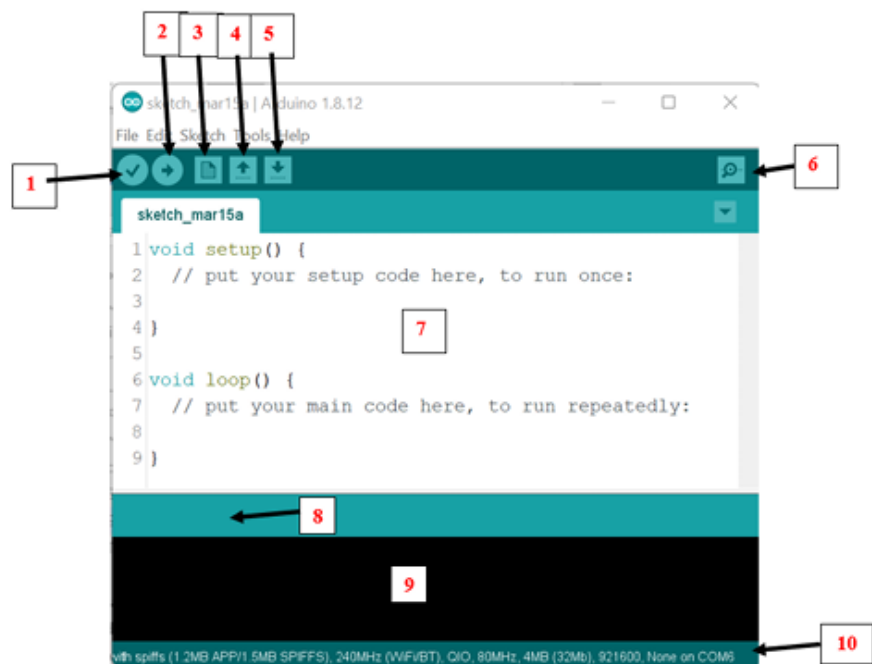 2 3 4 5
sketch_mar15a | Arduino 1.8.12
File Edit Sketch Tools Help
1
6
sketch_mar15a
1 void setup() {
2 // put your setup code here, to run once:
3
7
4 }
5
6 void loop() {
7 // put your main code here, to run repeatedly:
8
9 }
8
9
10
with spiffs (1.2MB APP/1.5MB SPIFFS), 240MHz (WiFi/BT), QIO, 80MHz, 4MB (32Mb), 921600, None on COM6